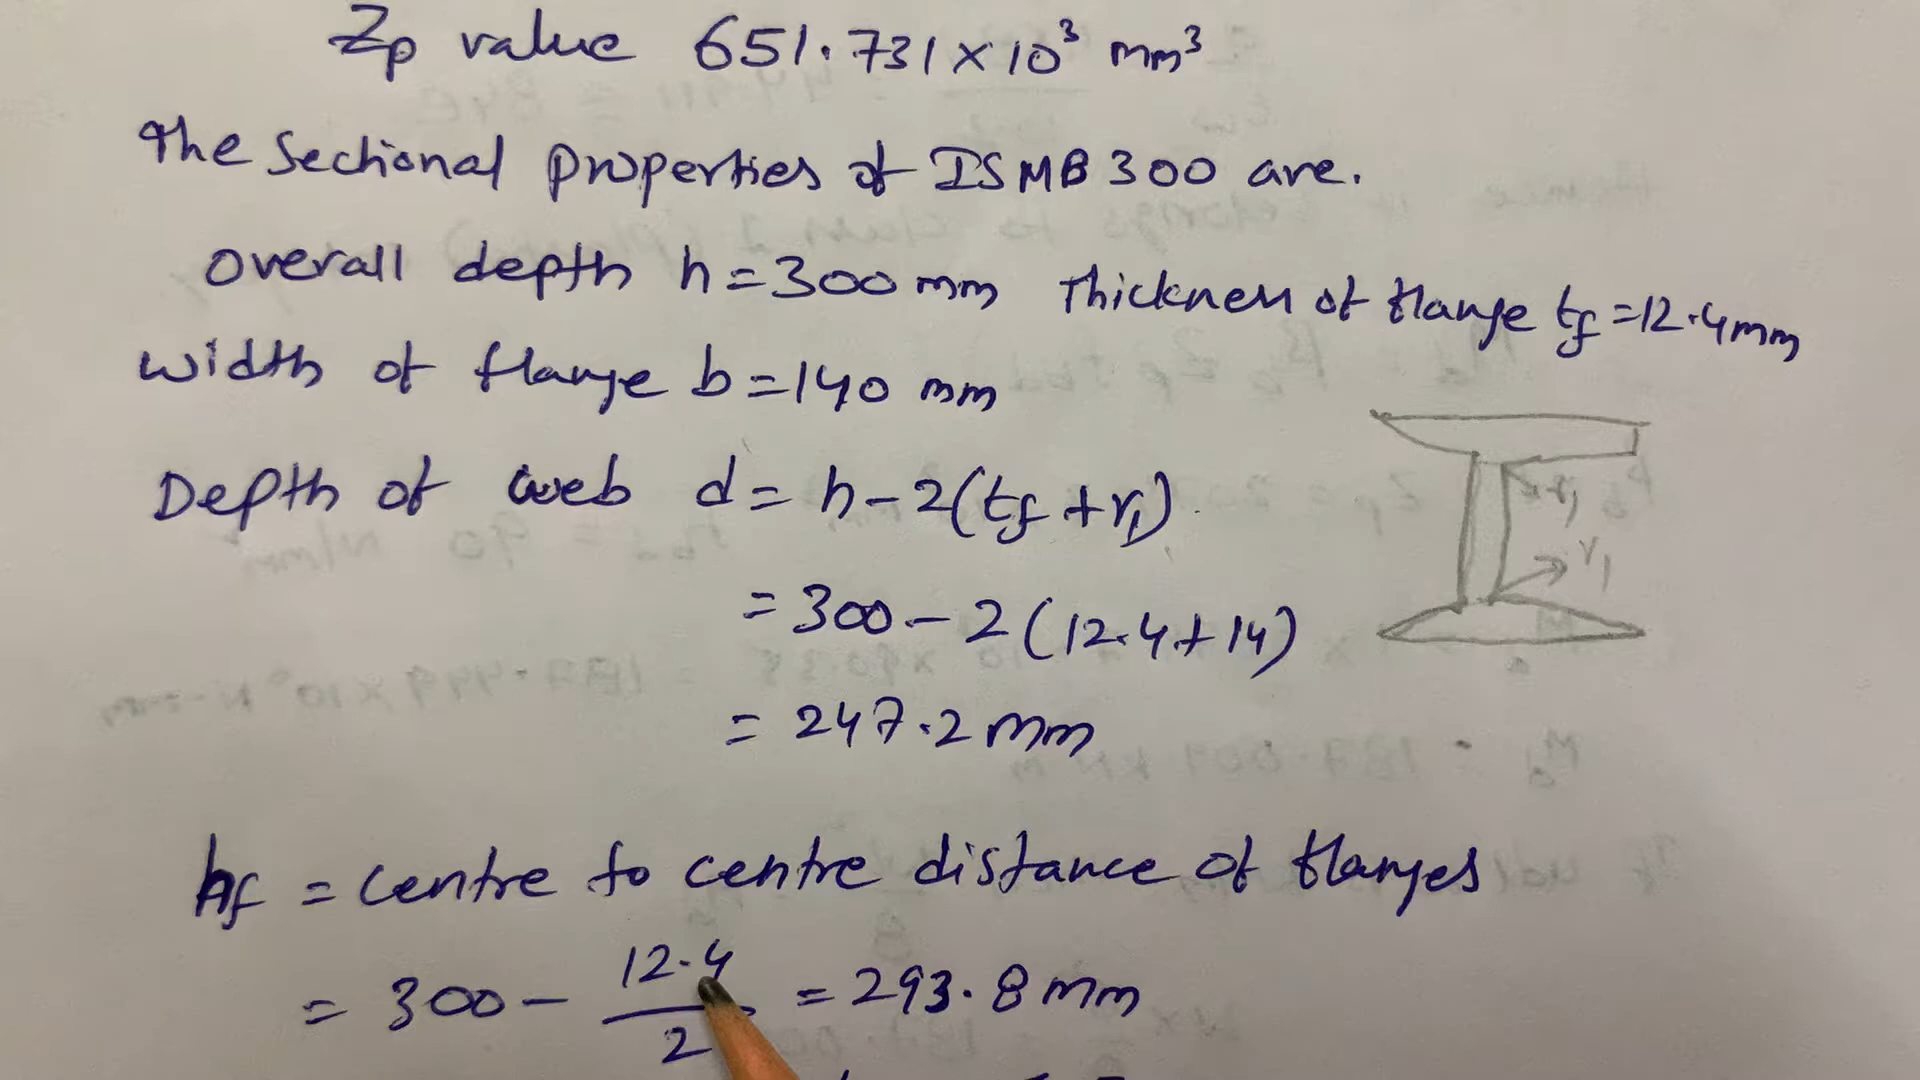 Zp value 651.731×10³ mm³
The Sectional properties of ISMB 300 are.
Overall depth h = 300 mm Thickness of flange tf = 12.4 mm
Width of flange b = 140 mm
Depth of web d = h - 2(tf + r1)
r1
= 300 - 2(12.4 + 14)
r1
= 247.2 mm
hf = centre to centre distance of flanges
= 300 - 12.4/2 = 293.8 mm